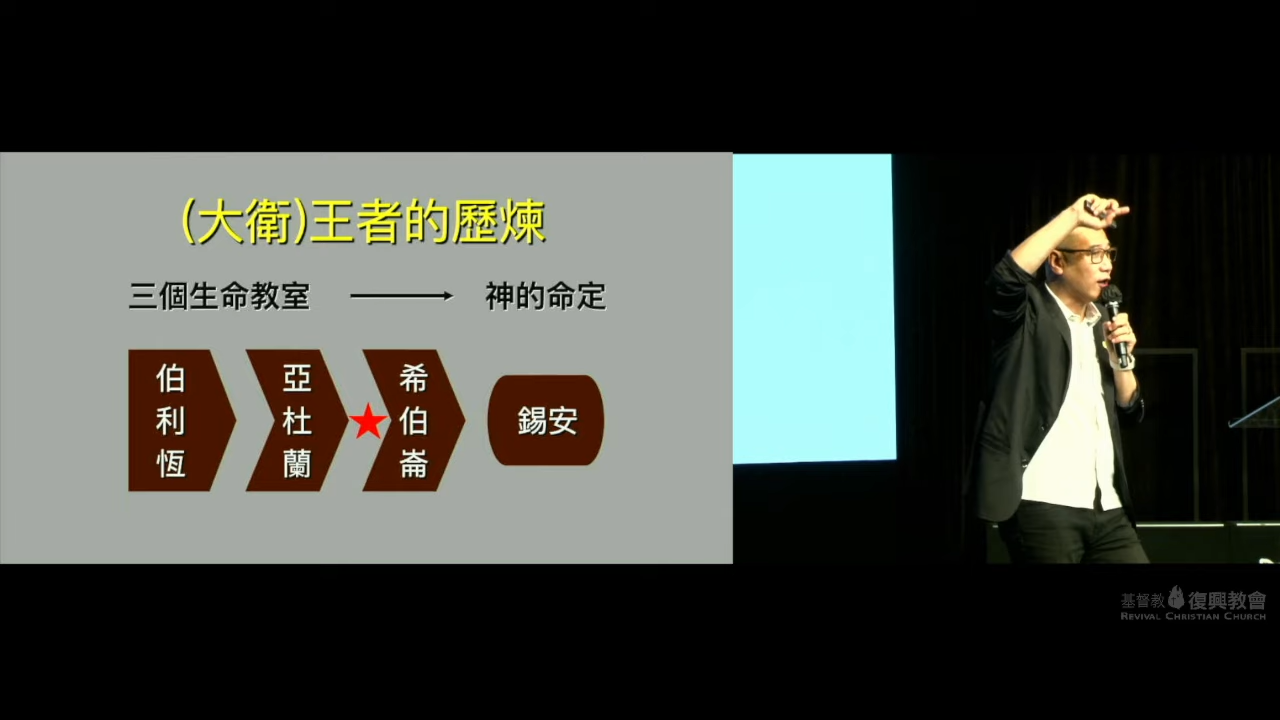 (大衛)王者的歷煉
三個生命教室 神的命定
伯利恆
亞杜蘭
希伯崙
錫安
基督教 復興教會
REVIVAL CHRISTIAN CHURCH